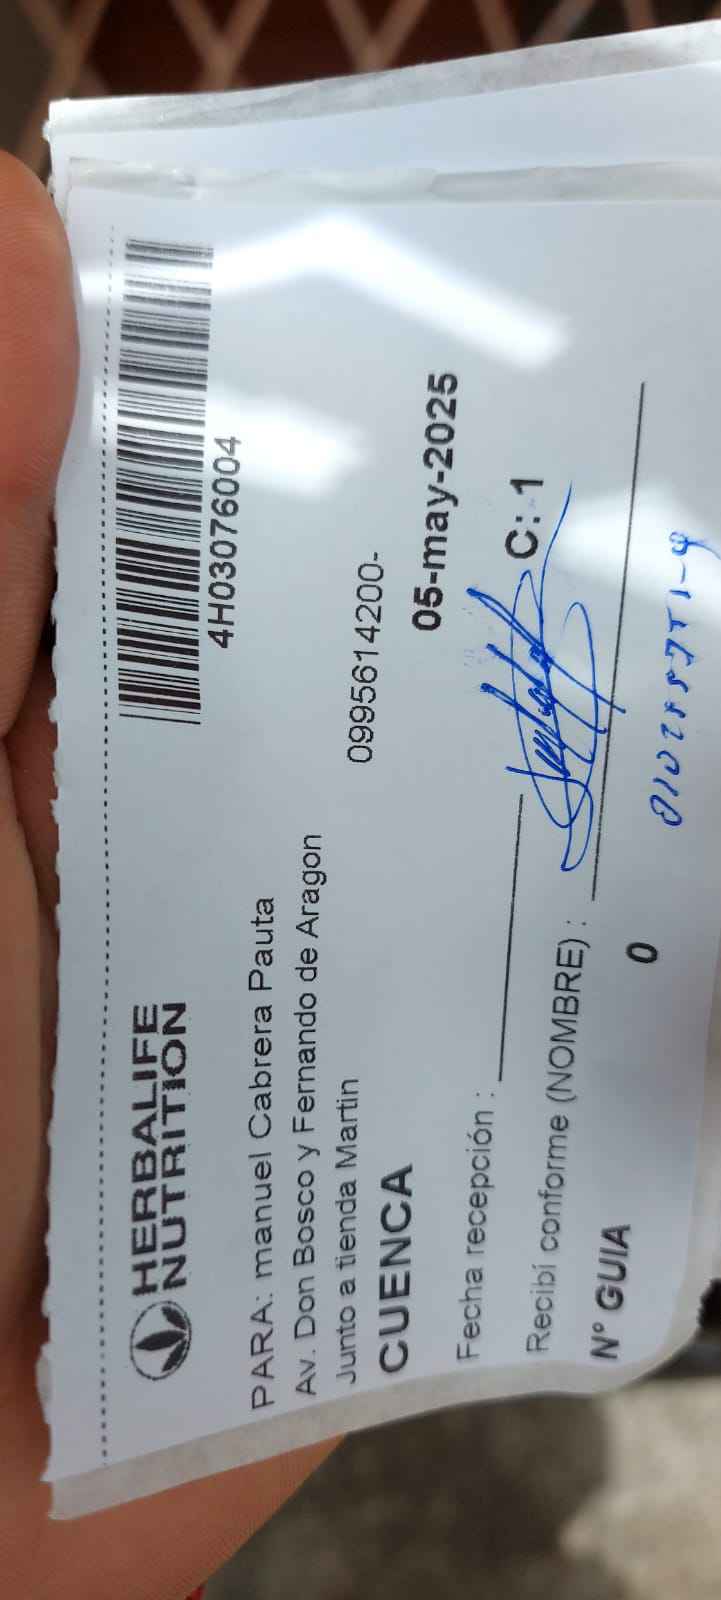 HERBALIFE
NUTRITION
4H03076004
PARA: manuel Cabrera Pauta
Av. Don Bosco y Fernando de Aragon
Junto a tienda Martin
0995614200-
CUENCA
05-may-2025
Fecha recepción :
C: 1
Recibí conforme (NOMBRE) :
N° GUIA
0